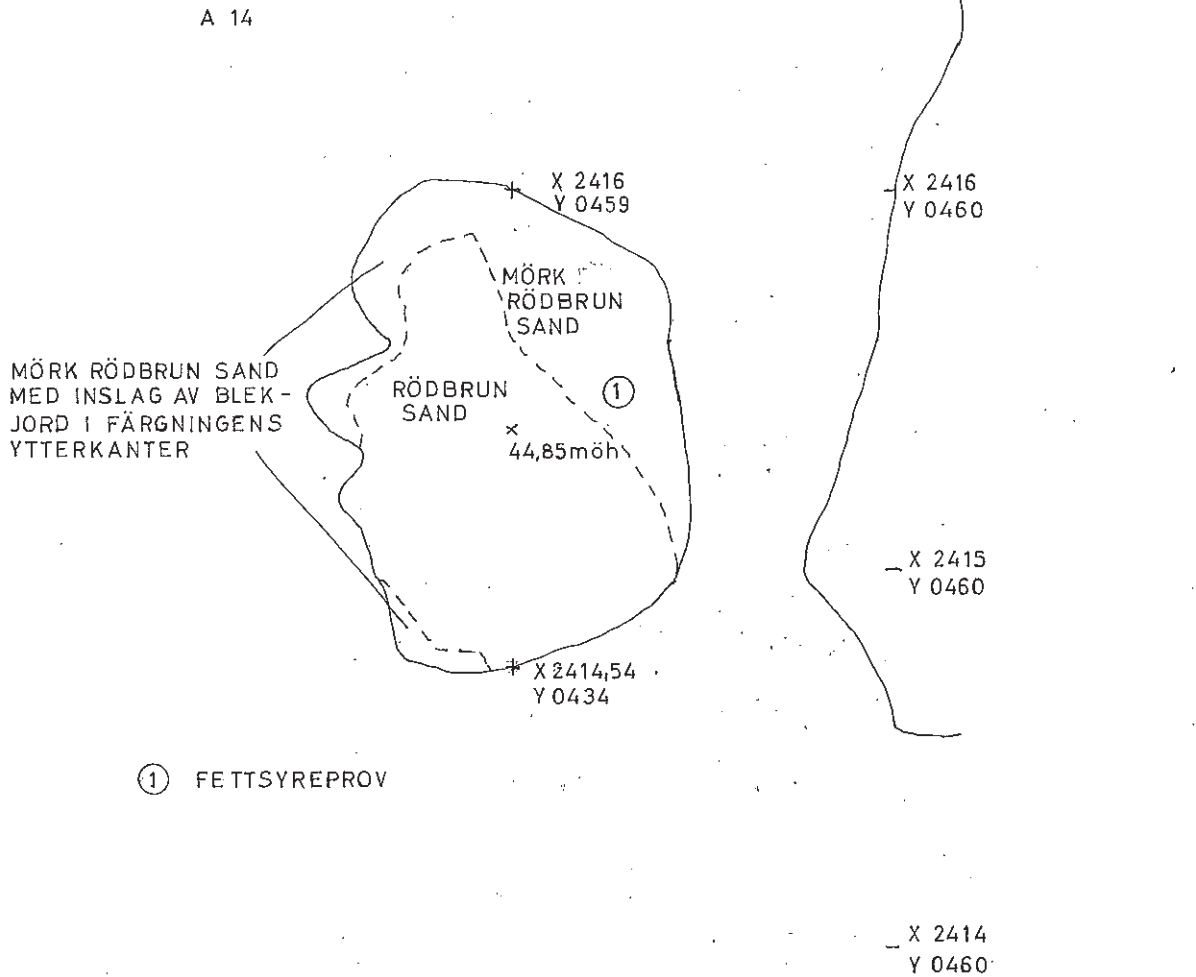 A 14
X 2416
Y 0459
X 2416
Y 0460
MÖRK
RÖDBRUN
SAND
MÖRK RÖDBRUN SAND
MED INSLAG AV BLEK-
JORD I FÄRGNINGENS
YTTERKANTER
RÖDBRUN
SAND
1
44,85möh
X 2415
Y 0460
X 2414,54
Y 0434
1 FETTSYREPROV
X 2414
Y 0460